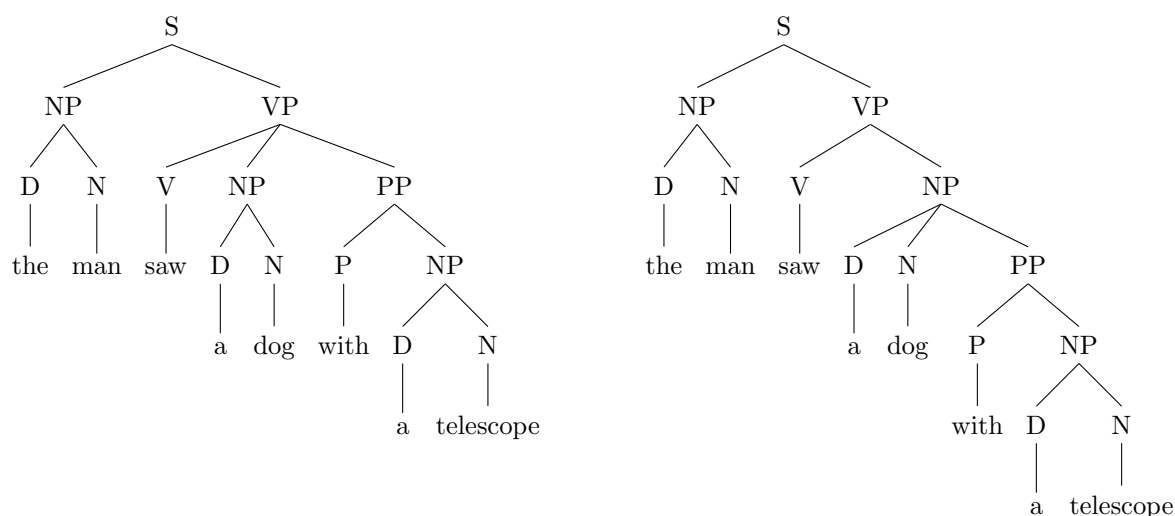 S S
NP VP NP VP
D N V NP PP D N V NP
the man saw D N P NP the man saw D N PP
a dog with D N a dog P NP
a telescope with D N
a telescope